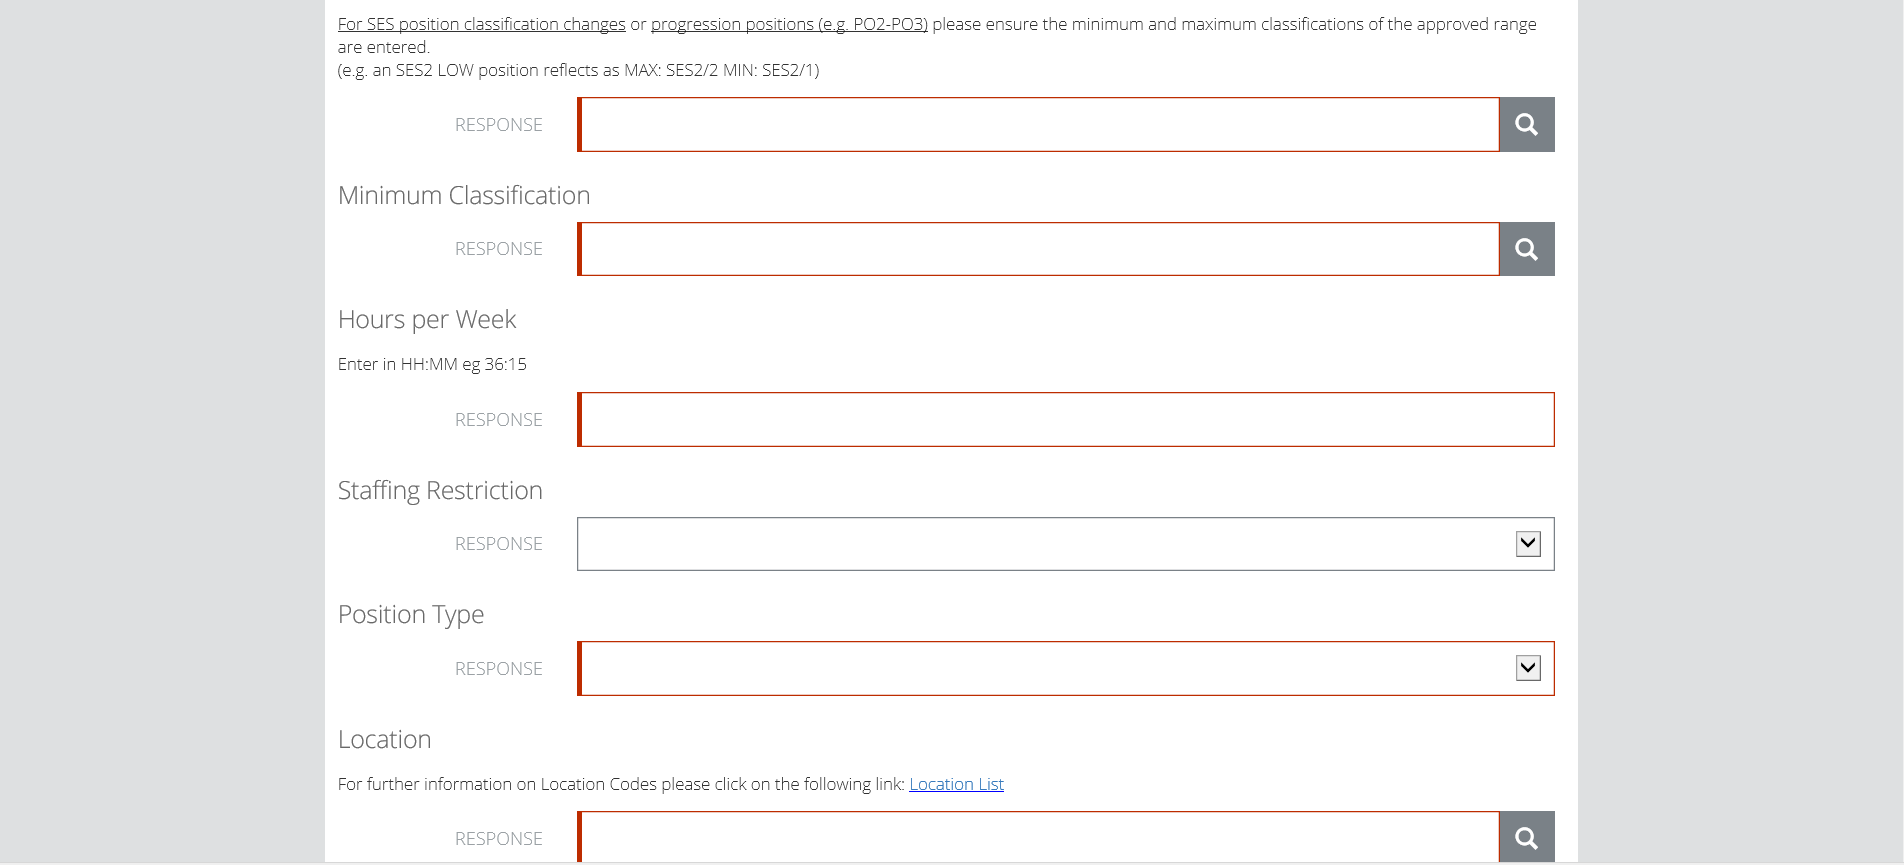 For SES position classification changes or progression positions (e.g. PO2-PO3) please ensure the minimum and maximum classifications of the approved range
are entered.
(e.g. an SES2 LOW position reflects as MAX: SES2/2 MIN: SES2/1)
RESPONSE
Minimum Classification
RESPONSE
Hours per Week
Enter in HH:MM eg 36:15
RESPONSE
Staffing Restriction
RESPONSE
Position Type
RESPONSE
Location
For further information on Location Codes please click on the following link: Location List
RESPONSE